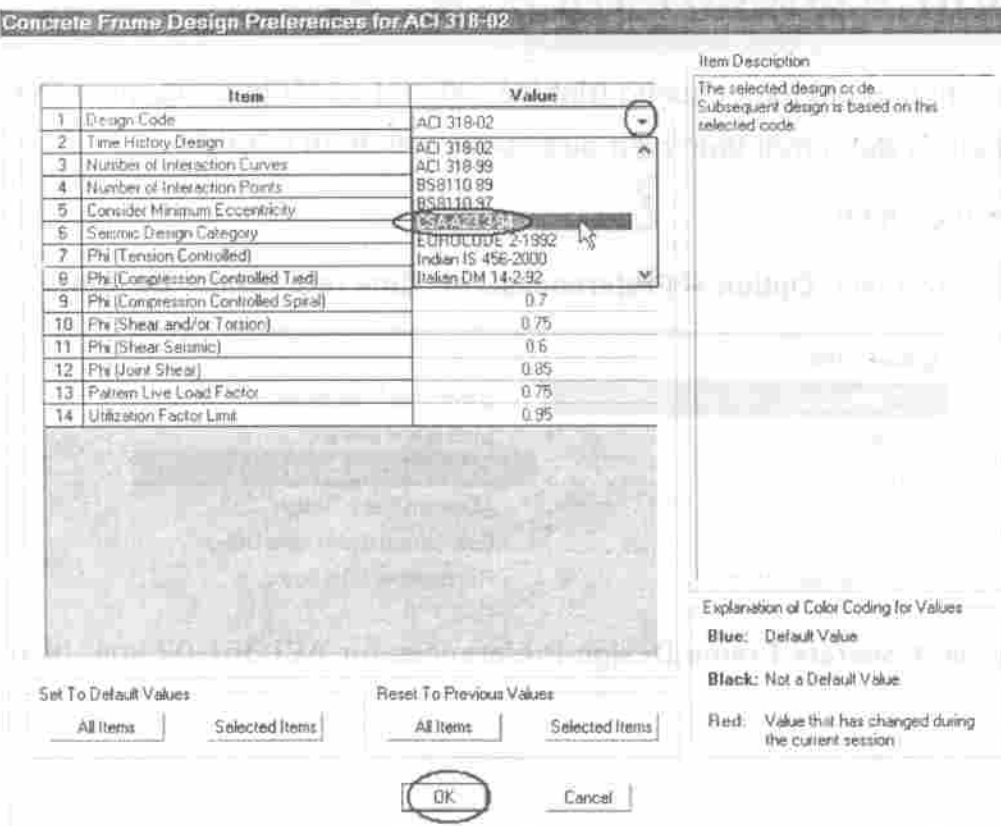 Concrete Frame Design Preferences for ACI 318-02
Item Value
1 Design Code ACI 318-02
2 Time History Design ACI 318-02
3 Number of Interaction Curves ACI 318-99
4 Number of Interaction Points BS8110 89
5 Consider Minimum Eccentricity BS8110 97
6 Seismic Design Category CSA-A23.3-94
7 Phi (Tension Controlled) EUROCODE 2-1992
Indian IS 456-2000
8 Phi (Compression Controlled Tied) Italian DM 14-2-92
9 Phi (Compression Controlled Spiral) 0.7
10 Phi (Shear and/or Torsion) 0.75
11 Phi (Shear Seismic) 0.6
12 Phi (Joint Shear) 0.85
13 Pattern Live Load Factor 0.75
14 Utilization Factor Limit 0.95
Item Description
The selected design code.
Subsequent design is based on this
selected code.
Explanation of Color Coding for Values
Blue: Default Value
Black: Not a Default Value
Red: Value that has changed during
the current session
Set To Default Values
All Items Selected Items
Reset To Previous Values
All Items Selected Items
OK Cancel